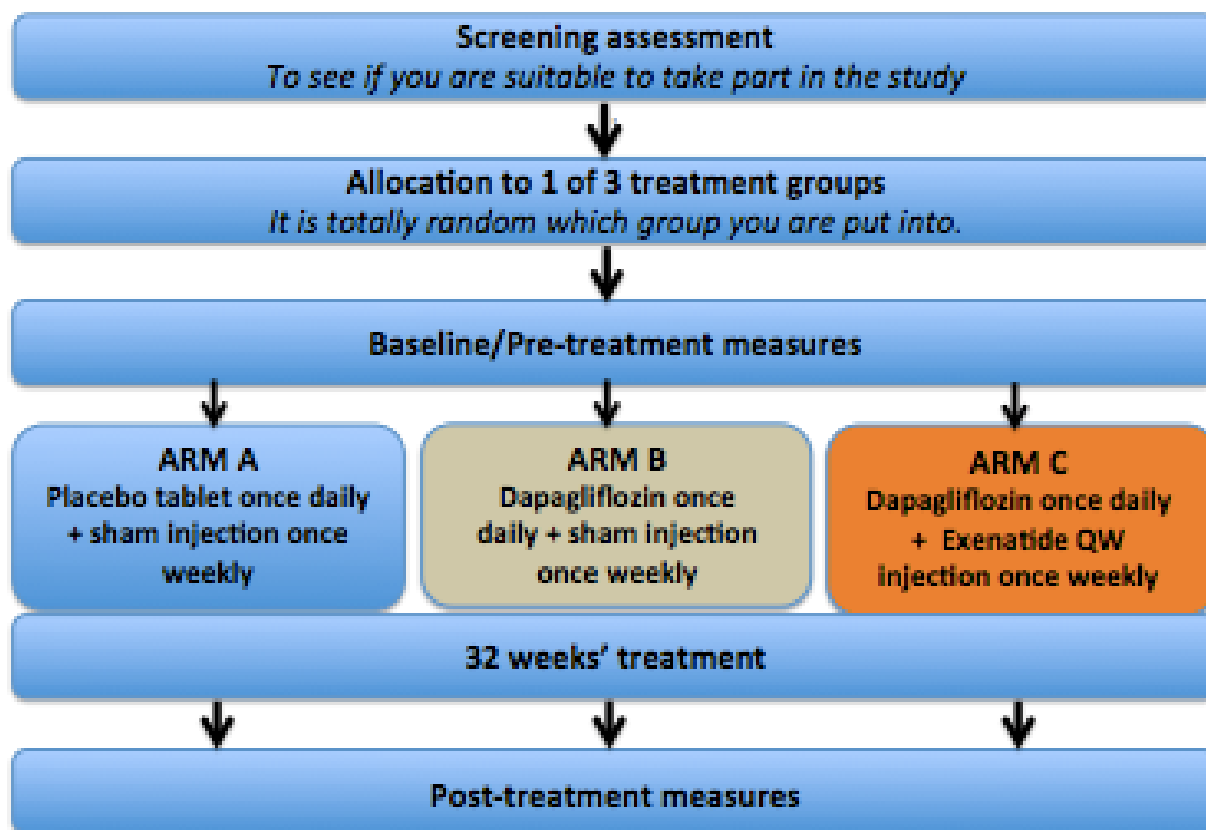 Screening assessment
To see if you are suitable to take part in the study
Allocation to 1 of 3 treatment groups
It is totally random which group you are put into.
Baseline/Pre-treatment measures
ARM A
Placebo tablet once daily
+ sham injection once
weekly
ARM B
Dapagliflozin once
daily + sham injection
once weekly
ARM C
Dapagliflozin once daily
+ Exenatide QW
injection once weekly
32 weeks’ treatment
Post-treatment measures